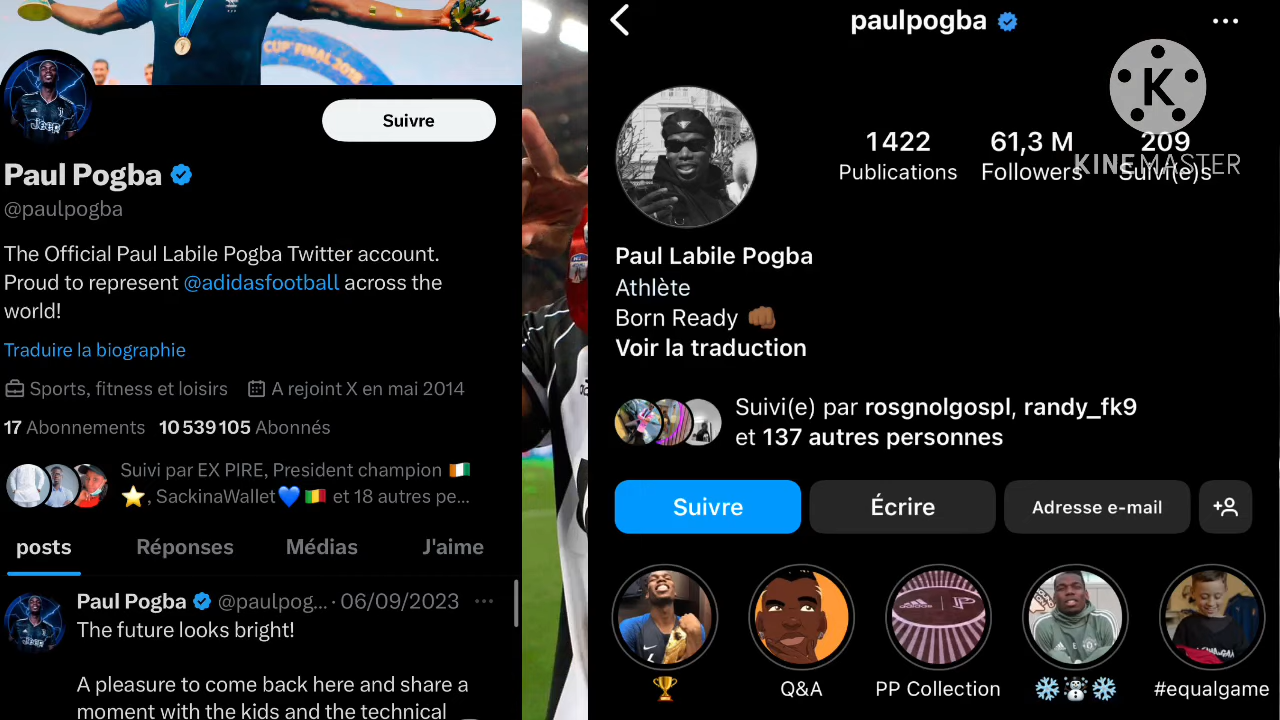 CUP FINAL 2018
Jeep
Suivre
Paul Pogba
@paulpogba
The Official Paul Labile Pogba Twitter account.
Proud to represent @adidasfootball across the
world!
Traduire la biographie
Sports, fitness et loisirs A rejoint X en mai 2014
17 Abonnements 10 539 105 Abonnés
Suivi par EX PIRE, President champion 🇨🇮
⭐, SackinaWallet💙🇲🇱 et 18 autres pe...
posts Réponses Médias J'aime
Paul Pogba @paulpog... · 06/09/2023 ···
The future looks bright!
A pleasure to come back here and share a
moment with the kids and the technical
paulpogba
K
KINEMASTER
1422 61,3 M 209
Publications Followers Suivi(e)s
Paul Labile Pogba
Athlète
Born Ready 👊🏾
Voir la traduction
Suivi(e) par rosgnolgospl, randy_fk9
et 137 autres personnes
Suivre Écrire Adresse e-mail
adidas
🏆 Q&A PP Collection ❄️☃️❄️ #equalgame